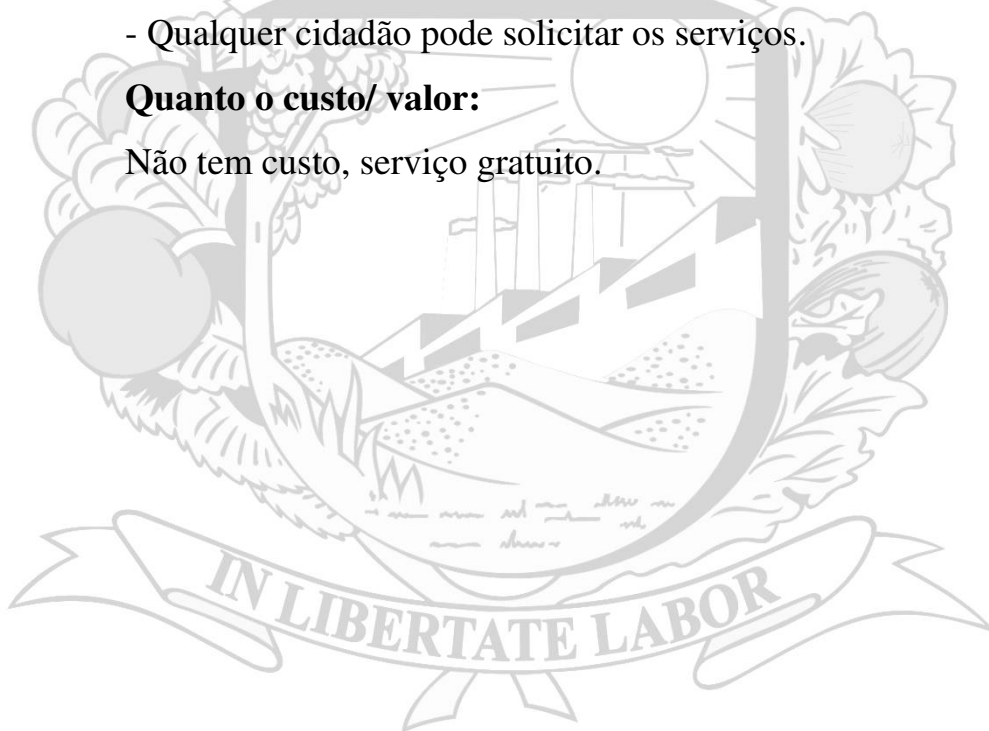 - Qualquer cidadão pode solicitar os serviços.
Quanto o custo/ valor:
Não tem custo, serviço gratuito.
IN LIBERTATE LABOR